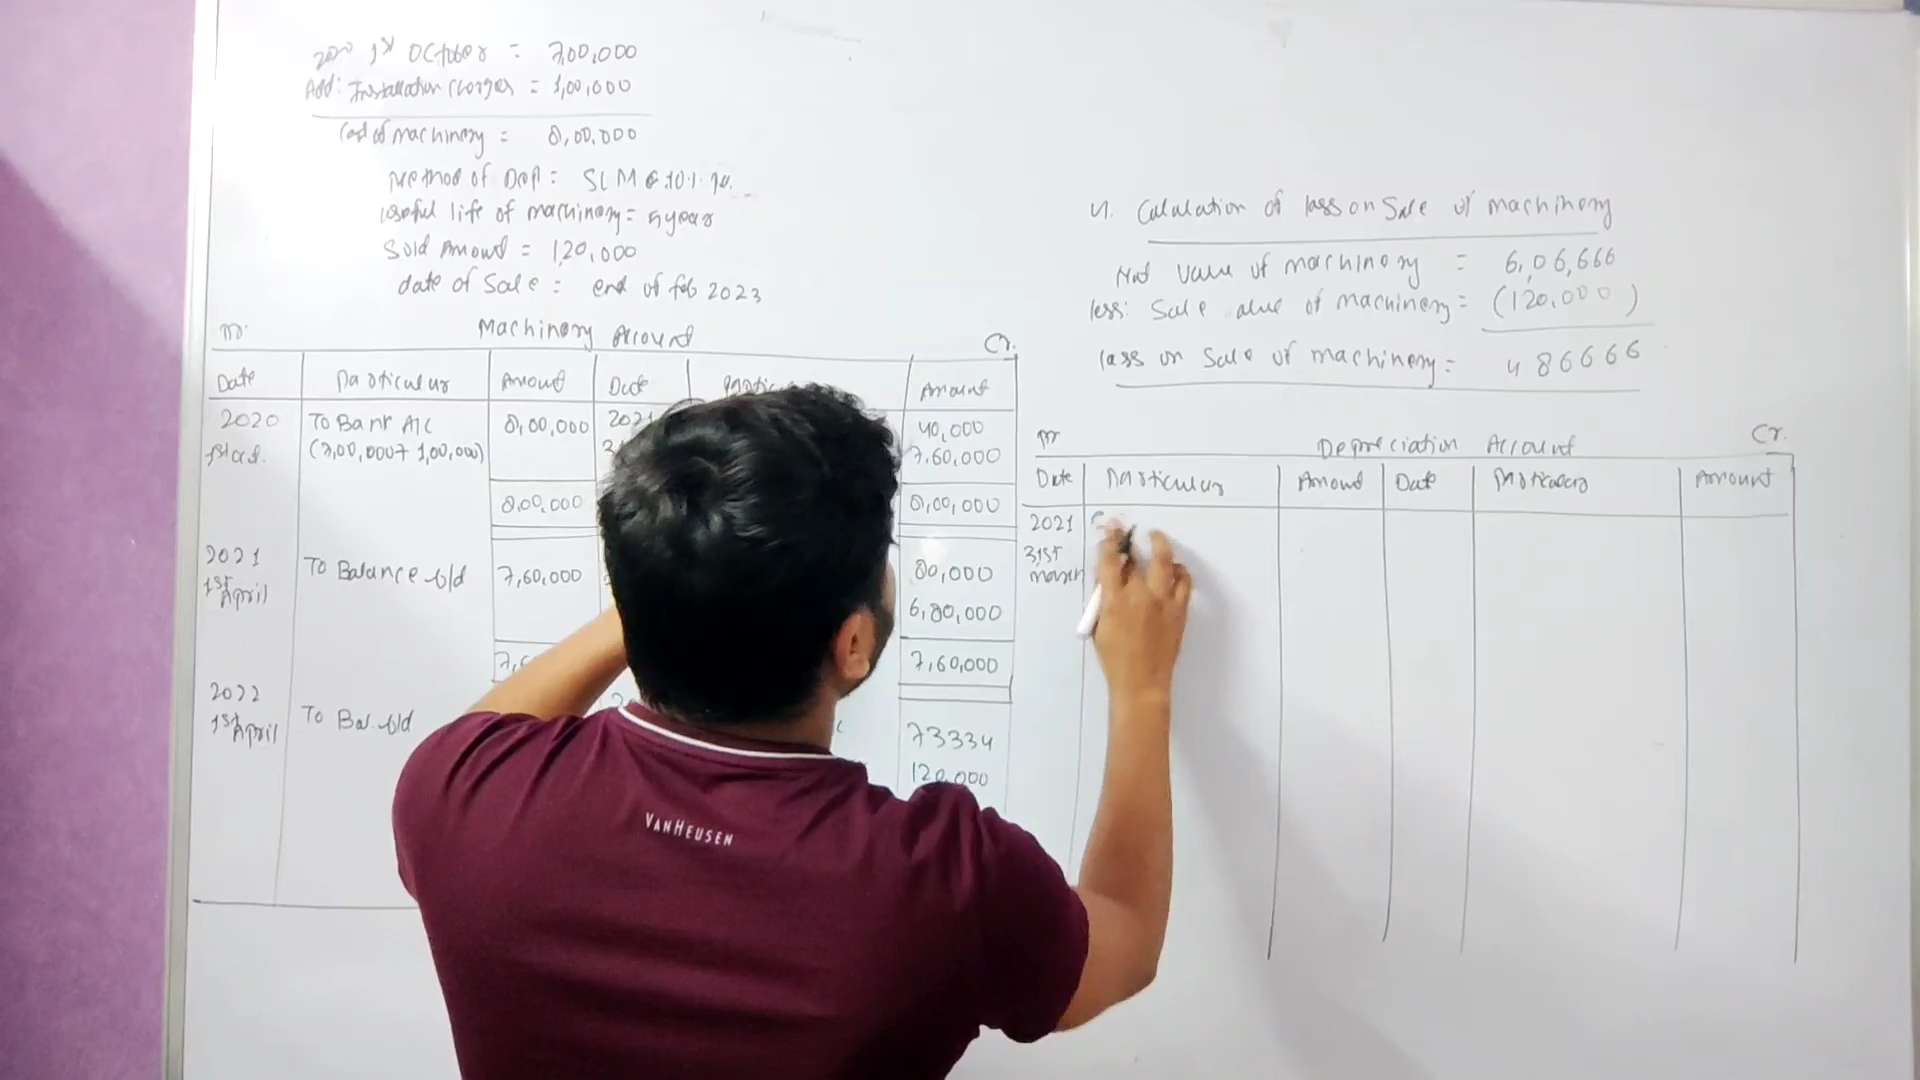 1st October = 7,00,000
Add: Installation Charges = 1,00,000
Cost of machinery = 8,00,000
Method of Dep = SLM @ 10%
useful life of machinery = 5 year
Sold Amount = 1,20,000
date of Sale = end of feb 2023
Machinery Account
Cr.
Date Particular Amount Date Amount
2020 To Bank A/C 8,00,000 40,000
1st Oct. (7,00,000 + 1,00,000) 7,60,000
8,00,000 8,00,000
2021 To Balance b/d 7,60,000 80,000
1st April 6,80,000
7,60,000
2022 To Bal. b/d 73334
1st April 120,000
VANHEUSEN
4. Calculation of loss on Sale of machinery
Net value of machinery = 6,06,666
less: Sale value of machinery = (120,000)
loss on Sale of machinery = 486666
Dr Depreciation Account Cr.
Date Particular Amount Date Particular Amount
2021
31st
March